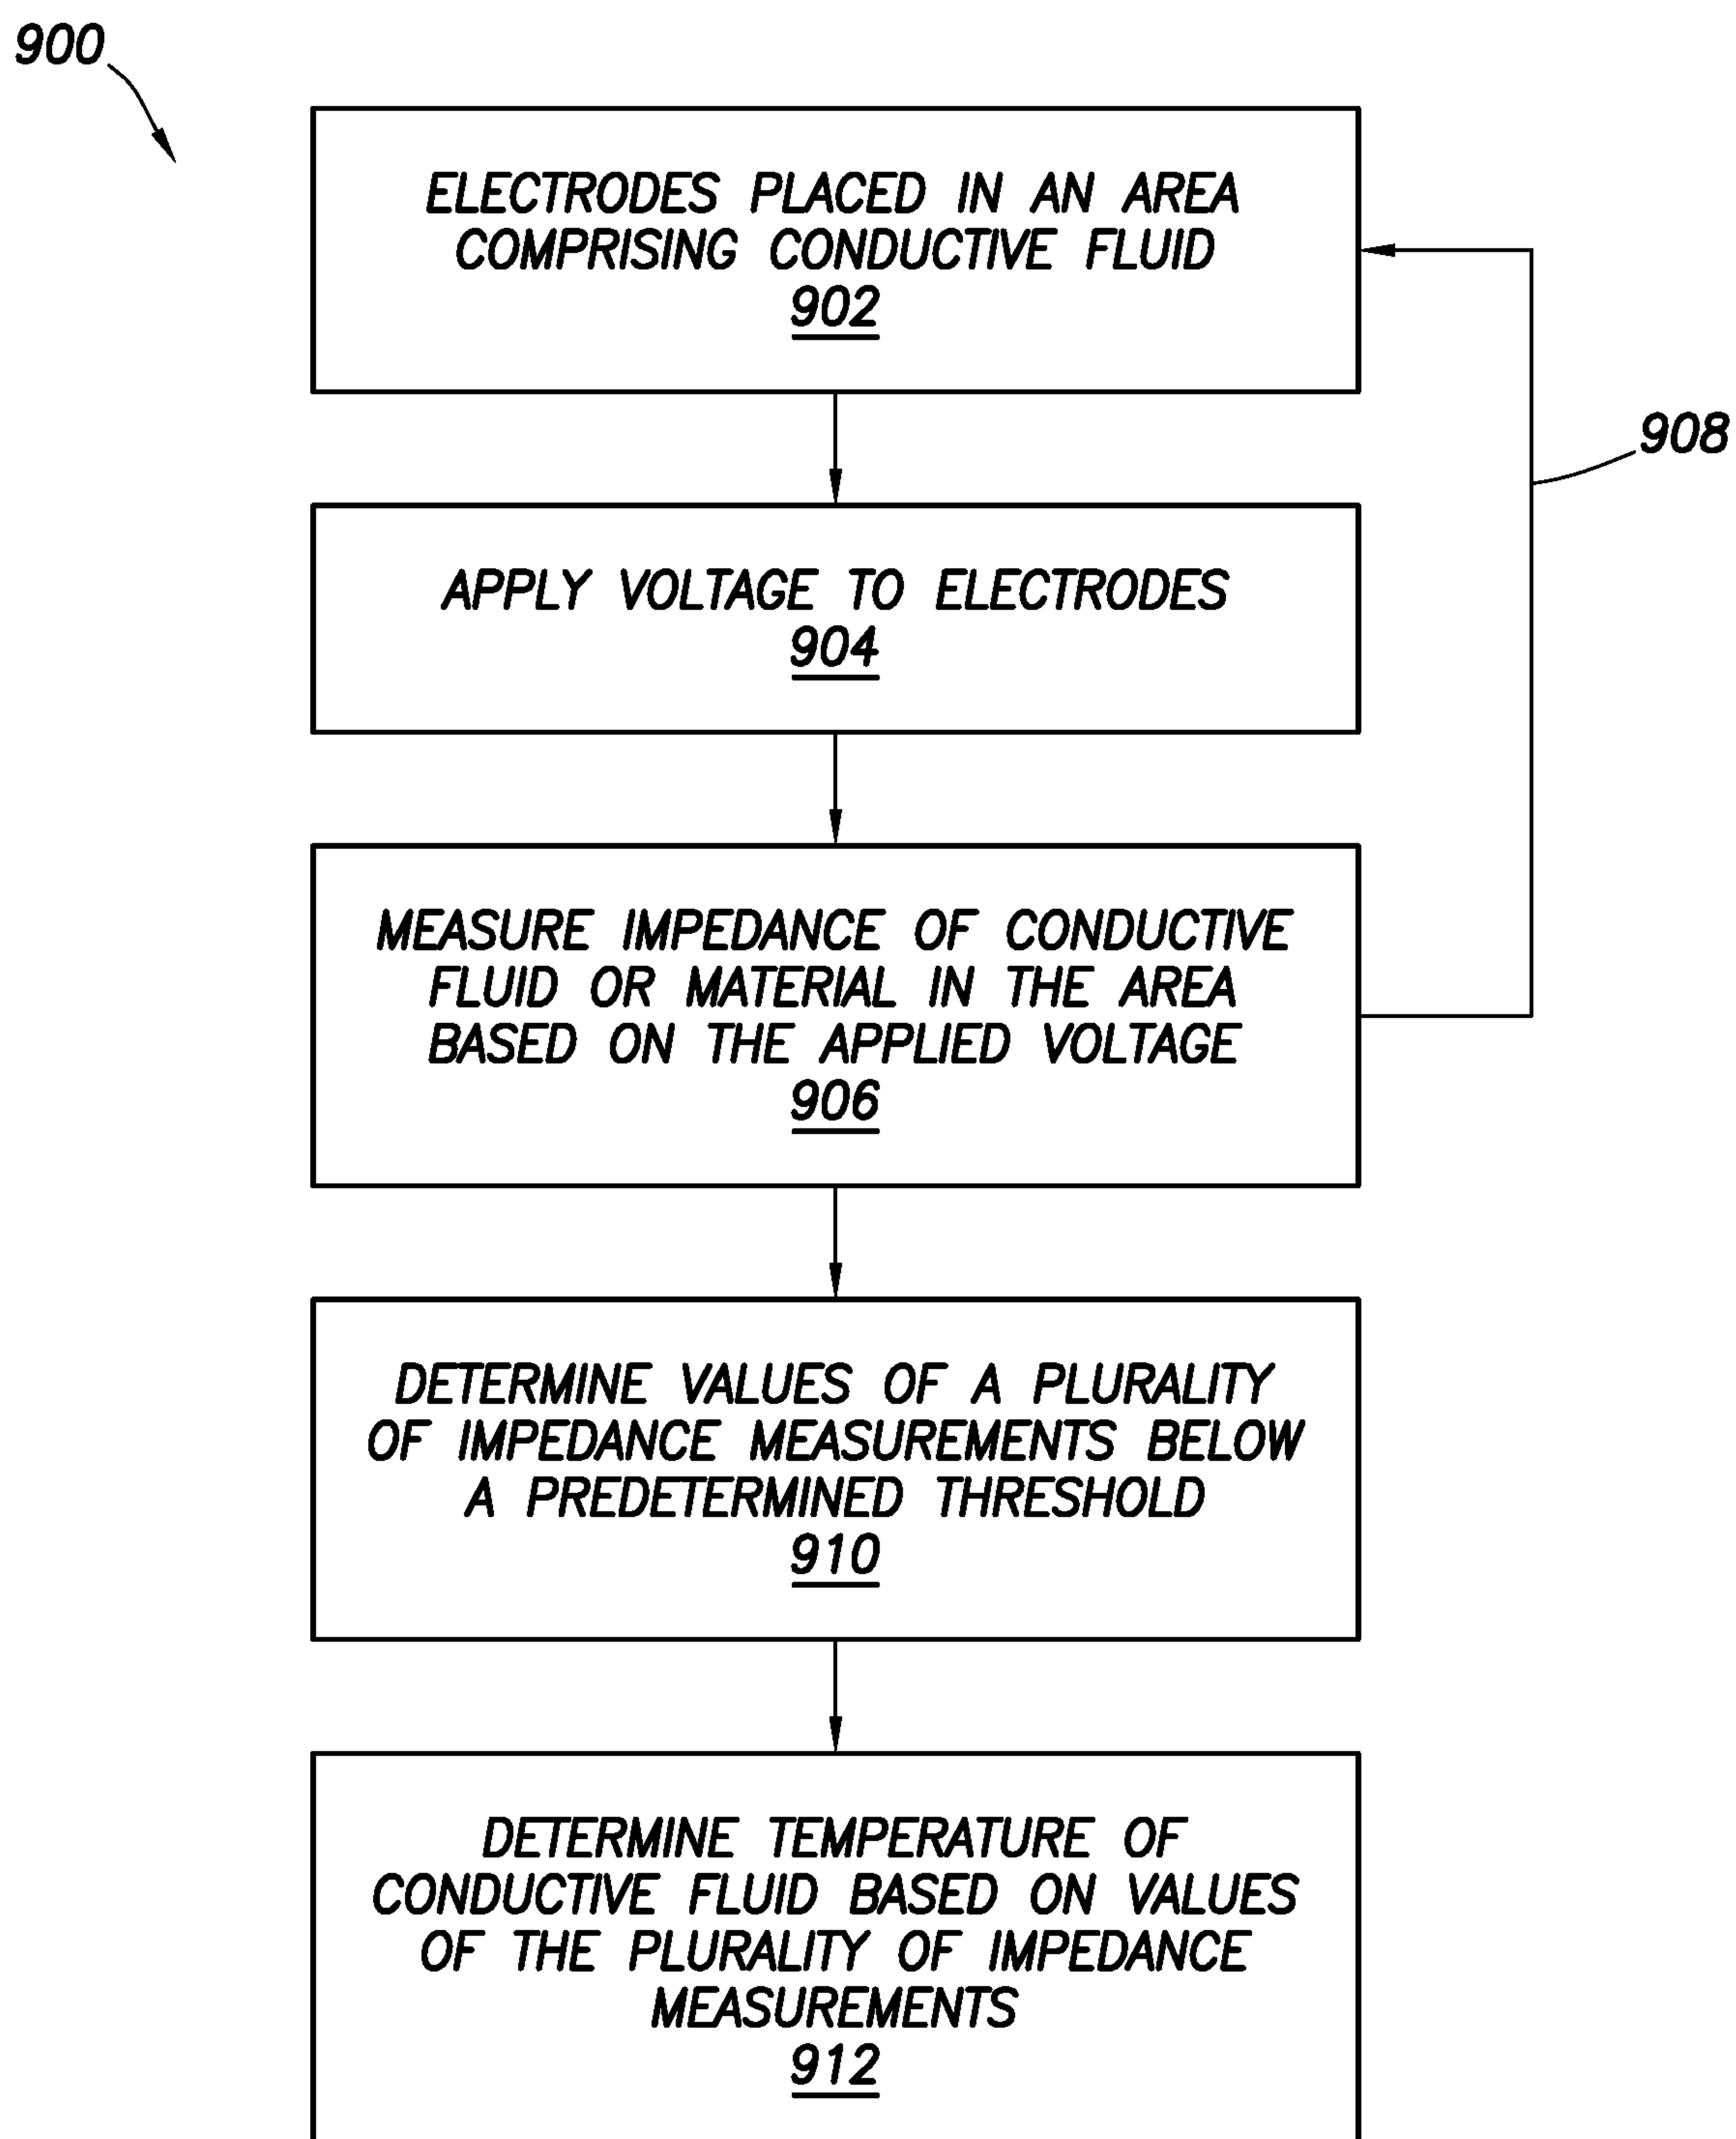 900
ELECTRODES PLACED IN AN AREA
COMPRISING CONDUCTIVE FLUID
902
908
APPLY VOLTAGE TO ELECTRODES
904
MEASURE IMPEDANCE OF CONDUCTIVE
FLUID OR MATERIAL IN THE AREA
BASED ON THE APPLIED VOLTAGE
906
DETERMINE VALUES OF A PLURALITY
OF IMPEDANCE MEASUREMENTS BELOW
A PREDETERMINED THRESHOLD
910
DETERMINE TEMPERATURE OF
CONDUCTIVE FLUID BASED ON VALUES
OF THE PLURALITY OF IMPEDANCE
MEASUREMENTS
912